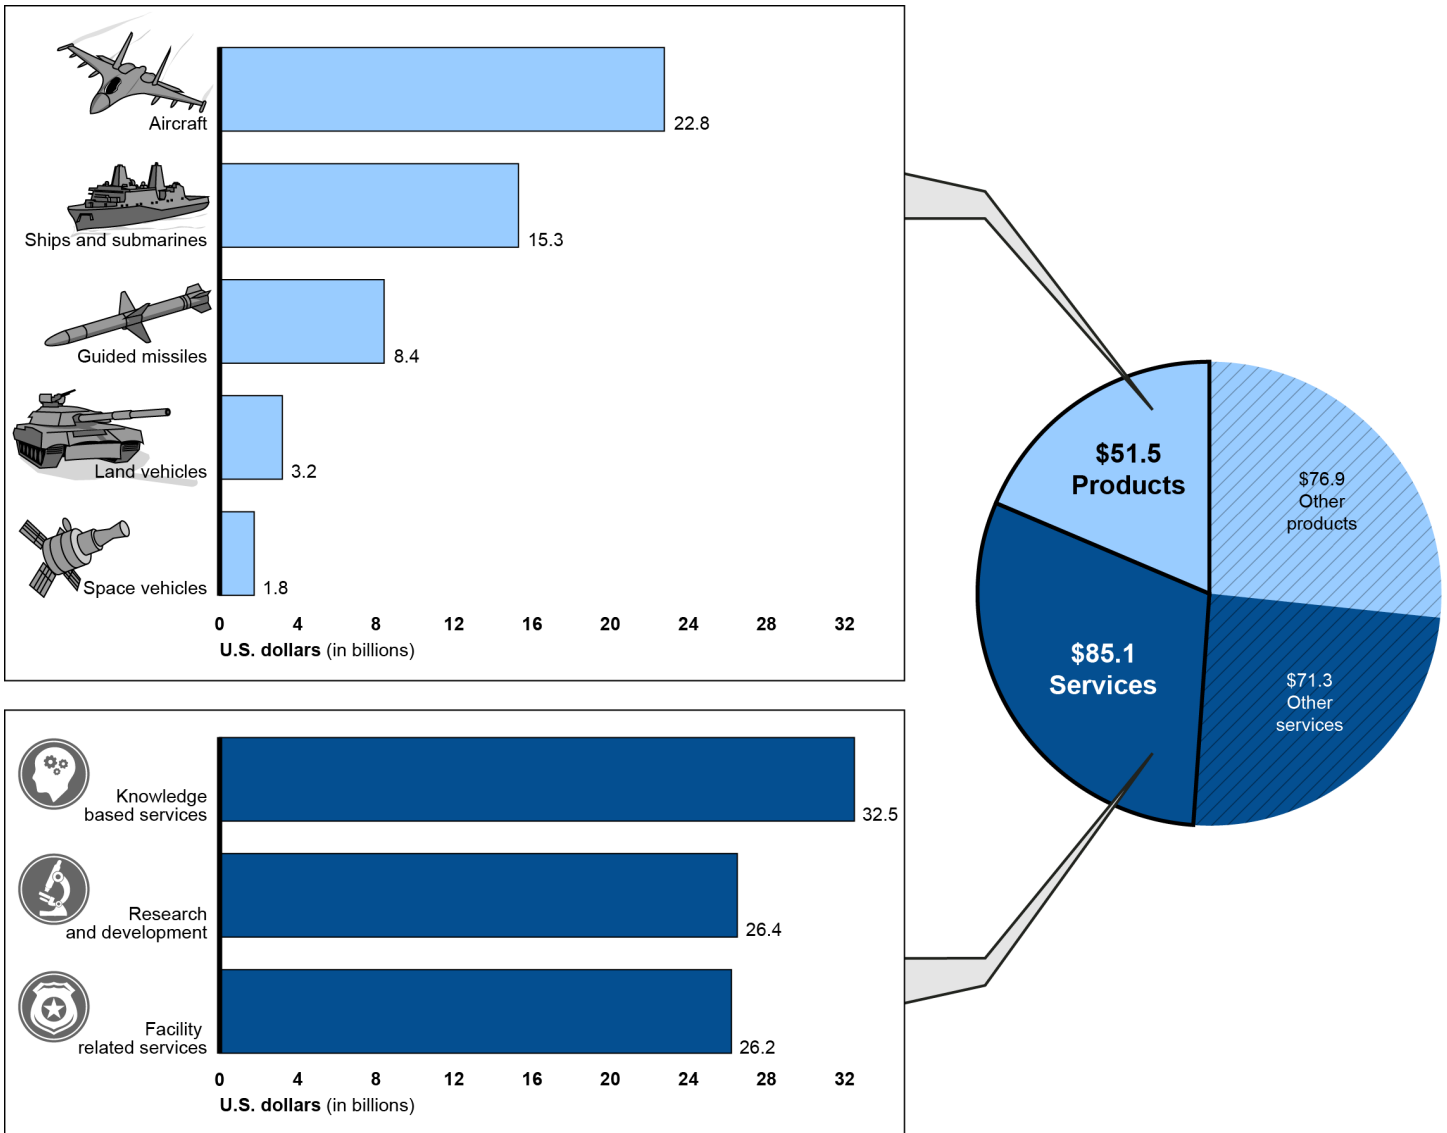 Aircraft
22.8
Ships and submarines
15.3
Guided missiles
8.4
Land vehicles
3.2
Space vehicles
1.8
0 4 8 12 16 20 24 28 32
U.S. dollars (in billions)
Knowledge
based services
32.5
Research
and development
26.4
Facility
related services
26.2
0 4 8 12 16 20 24 28 32
U.S. dollars (in billions)
$51.5
Products
$76.9
Other
products
$85.1
Services
$71.3
Other
services